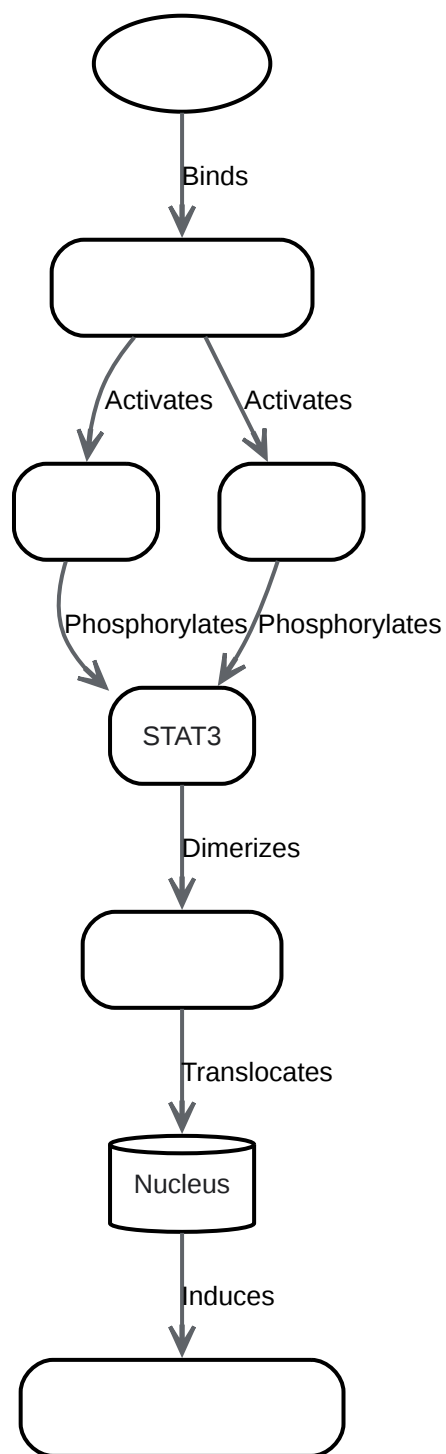 Binds
Activates
Activates
Phosphorylates
Phosphorylates
STAT3
Dimerizes
Translocates
Nucleus
Induces